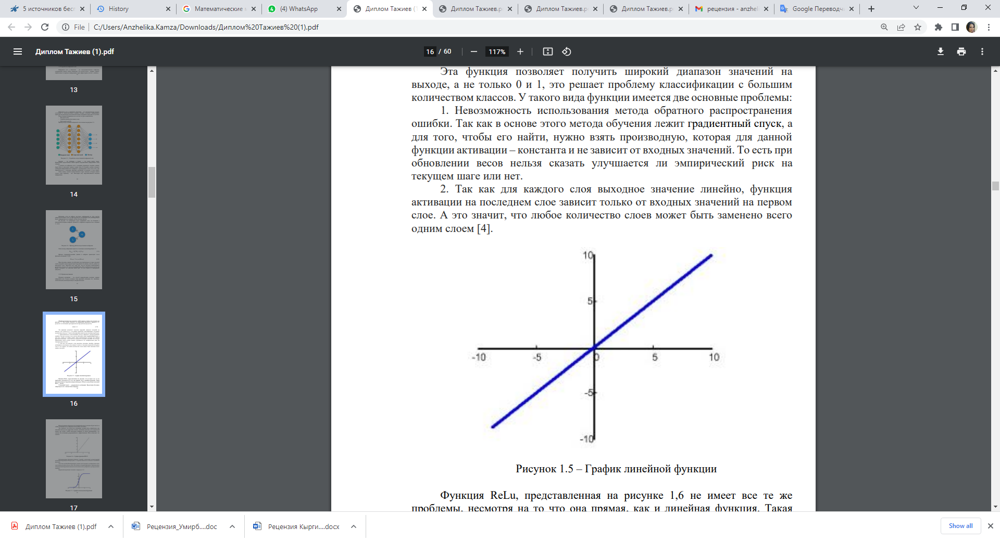 5 источников бесп
History
Математические
(4) WhatsApp
Диплом Тажиев (1
Диплом Тажиев.p
Диплом Тажиев.p
Диплом Тажиев.p
рецензия - anzhel
Google Переводч
File
C:/Users/Anzhelika.Kamza/Downloads/Диплом%20Тажиев%20(1).pdf
Диплом Тажиев (1).pdf
16 / 60
117%
13
14
15
16
17
Эта функция позволяет получить широкий диапазон значений на
выходе, а не только 0 и 1, это решает проблему классификации с большим
количеством классов. У такого вида функции имеется две основные проблемы:
1. Невозможность использования метода обратного распространения
ошибки. Так как в основе этого метода обучения лежит градиентный спуск, а
для того, чтобы его найти, нужно взять производную, которая для данной
функции активации – константа и не зависит от входных значений. То есть при
обновлении весов нельзя сказать улучшается ли эмпирический риск на
текущем шаге или нет.
2. Так как для каждого слоя выходное значение линейно, функция
активации на последнем слое зависит только от входных значений на первом
слое. А это значит, что любое количество слоев может быть заменено всего
одним слоем [4].
10
5
-10
-5
0
5
10
-5
-10
Рисунок 1.5 – График линейной функции
Функция ReLu, представленная на рисунке 1,6 не имеет все те же
проблемы, несмотря на то что она прямая, как и линейная функция. Такая
Диплом Тажиев (1).pdf
Рецензия_Умирб....doc
Рецензия Кырги....docx
Show all